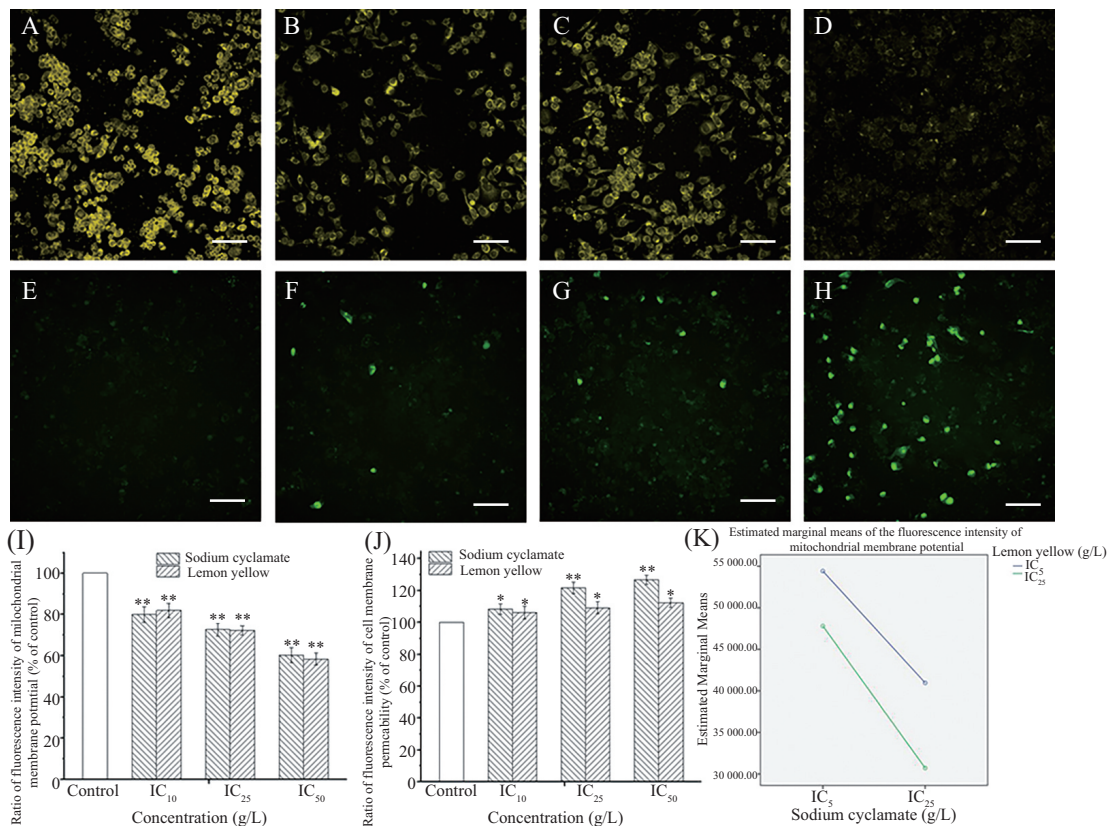 A
B
C
D
E
F
G
H
(I)
Ratio of fluorescence intensity of mitochondrial
membrane potntial (% of control)
100
80
60
40
20
0
Sodium cyclamate
Lemon yellow
** **
** **
** **
Control
IC10
IC25
IC50
Concentration (g/L)
(J)
Ratio of fluorescence intensity of cell membrane
permeability (% of control)
140
120
100
80
60
40
20
0
Sodium cyclamate
Lemon yellow
* *
** *
** *
Control
IC10
IC25
IC50
Concentration (g/L)
(K)
Estimated marginal means of the fluorescence intensity of
mitochondrial membrane potential
Lemon yellow (g/L)
IC5
IC25
Estimated Marginal Means
55 000.00
50 000.00
45 000.00
40 000.00
35 000.00
30 000.00
IC5
IC25
Sodium cyclamate (g/L)